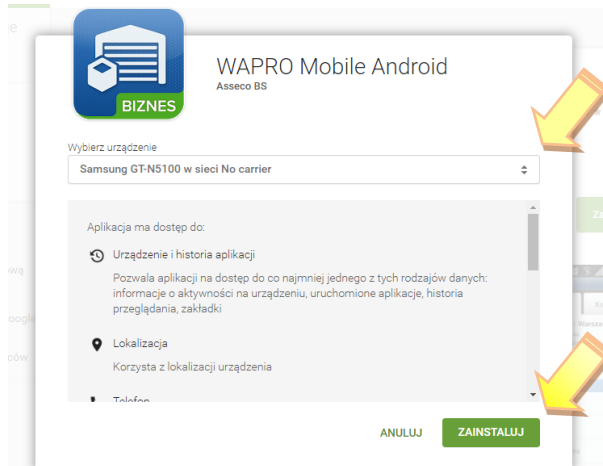 WAPRO Mobile Android
Asseco BS
BIZNES
Wybierz urządzenie
Samsung GT-N5100 w sieci No carrier
Aplikacja ma dostęp do:
Urządzenie i historia aplikacji
Pozwala aplikacji na dostęp do co najmniej jednego z tych rodzajów danych:
informacje o aktywności na urządzeniu, uruchomione aplikacje, historia
przeglądania, zakładki
Lokalizacja
Korzysta z lokalizacji urządzenia
Telefon
ANULUJ
ZAINSTALUJ